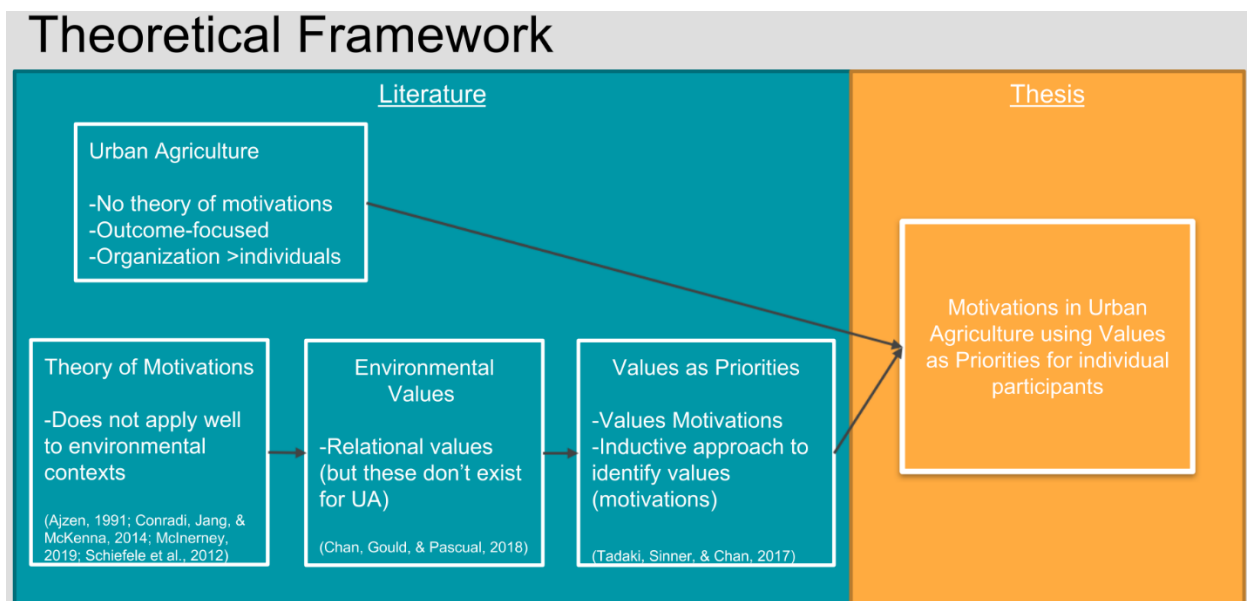 Theoretical Framework
Literature
Urban Agriculture
-No theory of motivations
-Outcome-focused
-Organization >individuals
Theory of Motivations
-Does not apply well
to environmental
contexts
(Ajzen, 1991; Conradi, Jang, &
McKenna, 2014; McInerney,
2019; Schiefele et al., 2012)
Environmental
Values
-Relational values
(but these don’t exist
for UA)
(Chan, Gould, & Pascual, 2018)
Values as Priorities
-Values Motivations
-Inductive approach to
identify values
(motivations)
(Tadaki, Sinner, & Chan, 2017)
Thesis
Motivations in Urban
Agriculture using Values
as Priorities for individual
participants